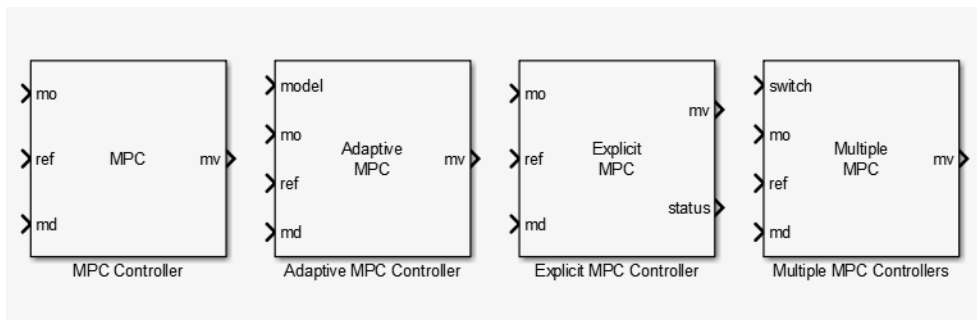 mo
ref
md
MPC
mv
MPC Controller
model
mo
ref
md
Adaptive
MPC
mv
Adaptive MPC Controller
mo
ref
md
Explicit
MPC
mv
status
Explicit MPC Controller
switch
mo
ref
md
Multiple
MPC
mv
Multiple MPC Controllers